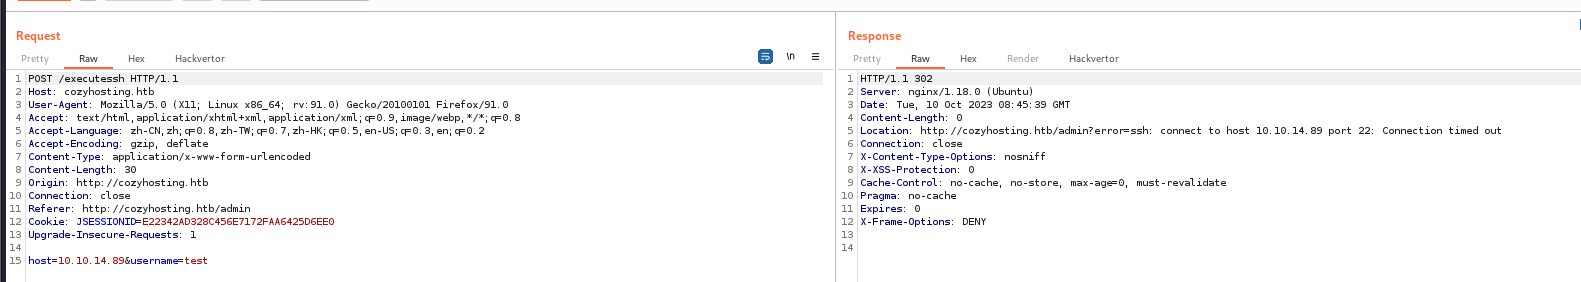 Request
Pretty Raw Hex Hackvertor \n
1 POST /executessh HTTP/1.1
2 Host: cozyhosting.htb
3 User-Agent: Mozilla/5.0 (X11; Linux x86_64; rv:91.0) Gecko/20100101 Firefox/91.0
4 Accept: text/html,application/xhtml+xml,application/xml;q=0.9,image/webp,*/*;q=0.8
5 Accept-Language: zh-CN,zh;q=0.8,zh-TW;q=0.7,zh-HK;q=0.5,en-US;q=0.3,en;q=0.2
6 Accept-Encoding: gzip, deflate
7 Content-Type: application/x-www-form-urlencoded
8 Content-Length: 30
9 Origin: http://cozyhosting.htb
10 Connection: close
11 Referer: http://cozyhosting.htb/admin
12 Cookie: JSESSIONID=E22342AD328C456E7172FAA6425D6EE0
13 Upgrade-Insecure-Requests: 1
14
15 host=10.10.14.89&username=test
Response
Pretty Raw Hex Render Hackvertor
1 HTTP/1.1 302
2 Server: nginx/1.18.0 (Ubuntu)
3 Date: Tue, 10 Oct 2023 08:45:39 GMT
4 Content-Length: 0
5 Location: http://cozyhosting.htb/admin?error=ssh: connect to host 10.10.14.89 port 22: Connection timed out
6 Connection: close
7 X-Content-Type-Options: nosniff
8 X-XSS-Protection: 0
9 Cache-Control: no-cache, no-store, max-age=0, must-revalidate
10 Pragma: no-cache
11 Expires: 0
12 X-Frame-Options: DENY
13
14